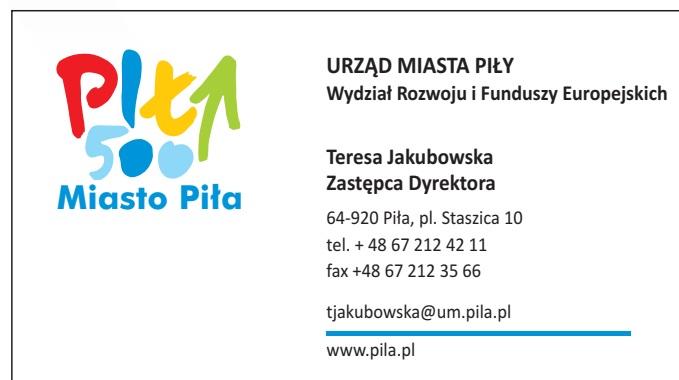 PIŁA
500
Miasto Piła
URZĄD MIASTA PIŁY
Wydział Rozwoju i Funduszy Europejskich
Teresa Jakubowska
Zastępca Dyrektora
64-920 Piła, pl. Staszica 10
tel. + 48 67 212 42 11
fax +48 67 212 35 66
tjakubowska@um.pila.pl
www.pila.pl